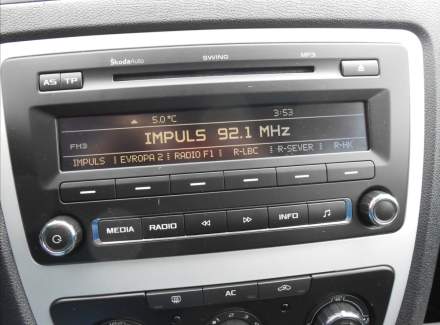 ŠkodaAuto SWING MP3
AS TP
5.0°C 3:53
FM3 IMPULS 92.1 MHz
IMPULS EVROPA 2 RADIO F1 R-LBC R-SEVER R-HK
MEDIA RADIO INFO
AC